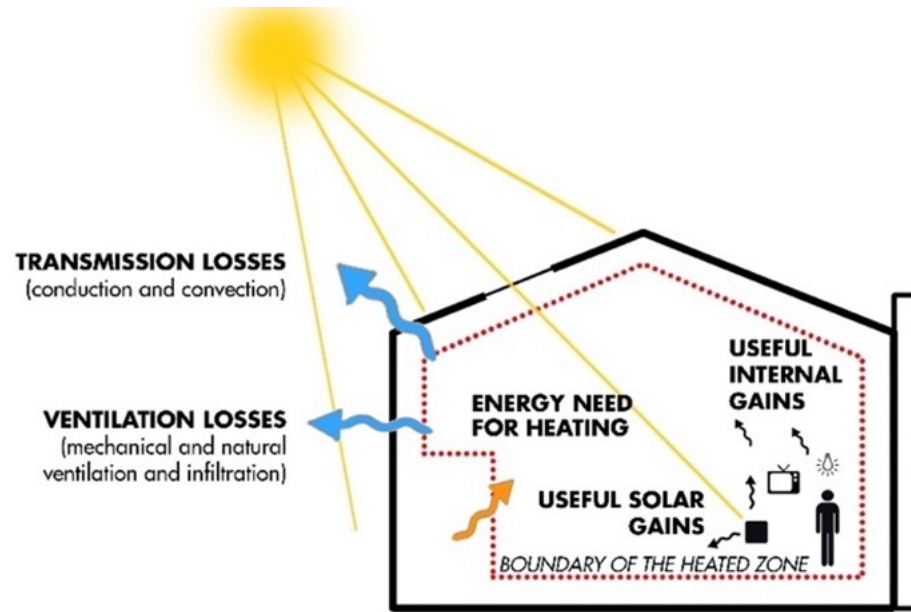 TRANSMISSION LOSSES
(conduction and convection)
VENTILATION LOSSES
(mechanical and natural
ventilation and infiltration)
ENERGY NEED
FOR HEATING
USEFUL
INTERNAL
GAINS
USEFUL SOLAR
GAINS
BOUNDARY OF THE HEATED ZONE